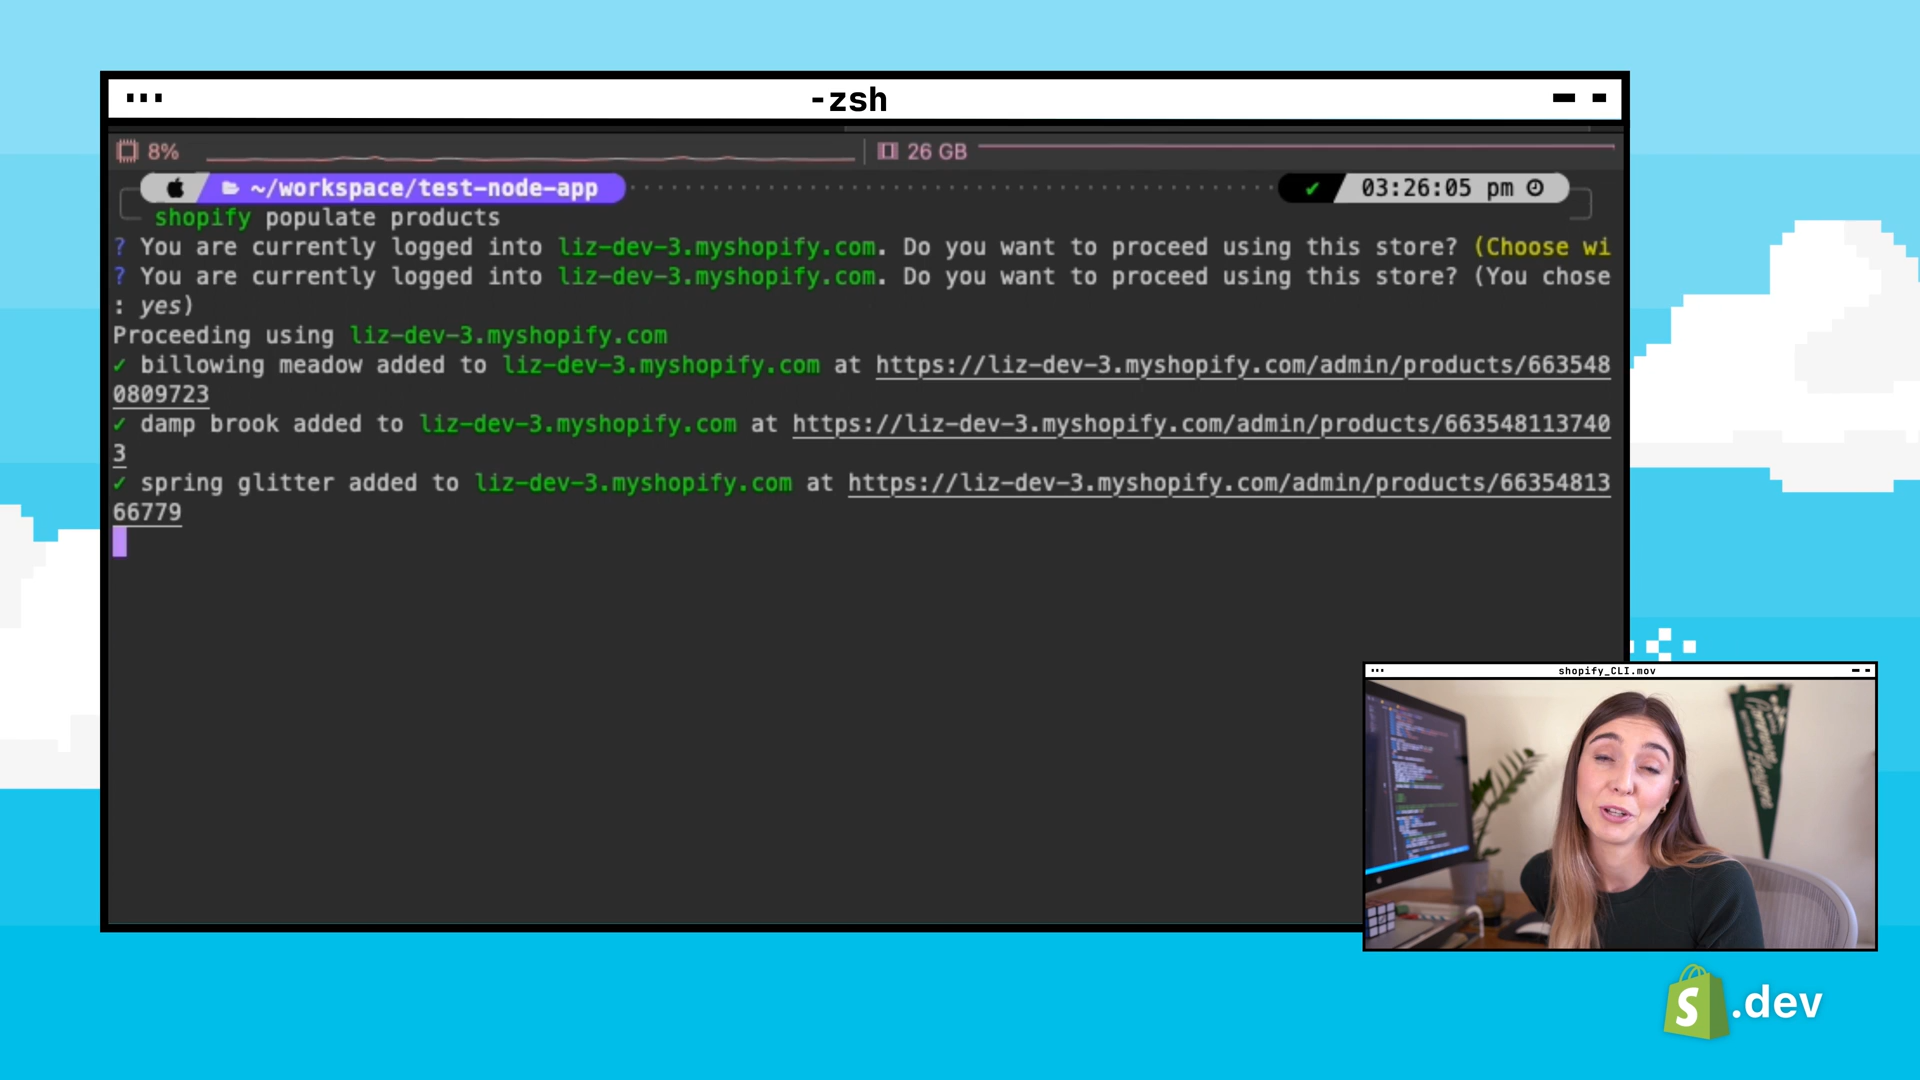 -zsh
8%
26 GB
~/workspace/test-node-app
03:26:05 pm
shopify populate products
? You are currently logged into liz-dev-3.myshopify.com. Do you want to proceed using this store? (Choose wi
? You are currently logged into liz-dev-3.myshopify.com. Do you want to proceed using this store? (You chose
: yes)
Proceeding using liz-dev-3.myshopify.com
✓ billowing meadow added to liz-dev-3.myshopify.com at https://liz-dev-3.myshopify.com/admin/products/663548
0809723
✓ damp brook added to liz-dev-3.myshopify.com at https://liz-dev-3.myshopify.com/admin/products/663548113740
3
✓ spring glitter added to liz-dev-3.myshopify.com at https://liz-dev-3.myshopify.com/admin/products/66354813
66779
shopify_CLI.mov
S.dev